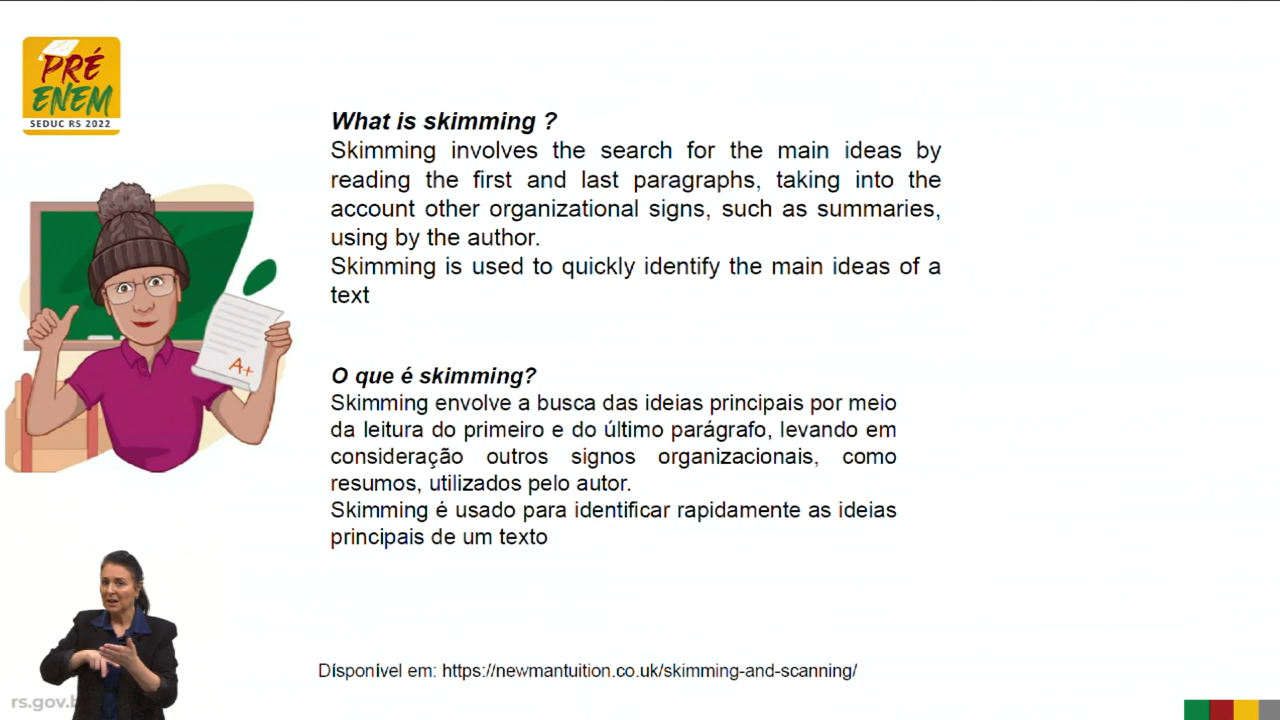 PRÉ
ENEM
SEDUC RS 2022
What is skimming ?
Skimming involves the search for the main ideas by
reading the first and last paragraphs, taking into the
account other organizational signs, such as summaries,
using by the author.
Skimming is used to quickly identify the main ideas of a
text
A+
O que é skimming?
Skimming envolve a busca das ideias principais por meio
da leitura do primeiro e do último parágrafo, levando em
consideração outros signos organizacionais, como
resumos, utilizados pelo autor.
Skimming é usado para identificar rapidamente as ideias
principais de um texto
Disponível em: https://newmantuition.co.uk/skimming-and-scanning/
rs.gov.b